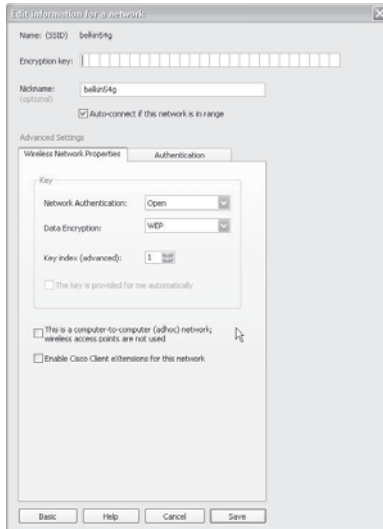 Edit information for a network
Name: (SSID) belkin54g
Encryption key:
Nickname: belkin54g
(optional)
Auto-connect if this network is in range
Advanced Settings
Wireless Network Properties Authentication
Key
Network Authentication: Open
Data Encryption: WEP
Key index (advanced): 1
The key is provided for me automatically
This is a computer-to-computer (adhoc) network;
wireless access points are not used
Enable Cisco Client eXtensions for this network
Basic Help Cancel Save